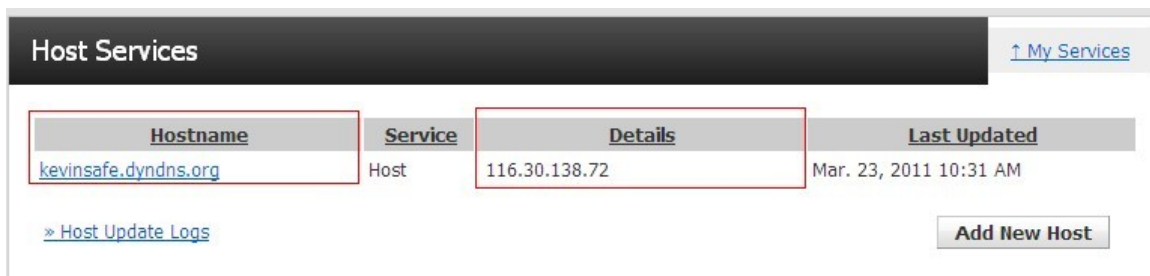 Host Services
↑ My Services
Hostname Service Details Last Updated
kevinsafe.dyndns.org Host 116.30.138.72 Mar. 23, 2011 10:31 AM
» Host Update Logs
Add New Host